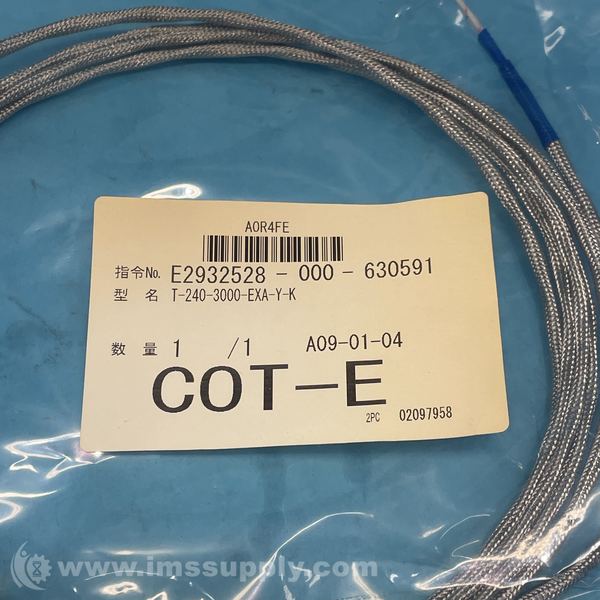 A0R4FE
指令No. E2932528 - 000 - 630591
型 名 T-240-3000-EXA-Y-K
数 量 1 /1 A09-01-04
COT-E
2PC 02097958
www.imssupply.com